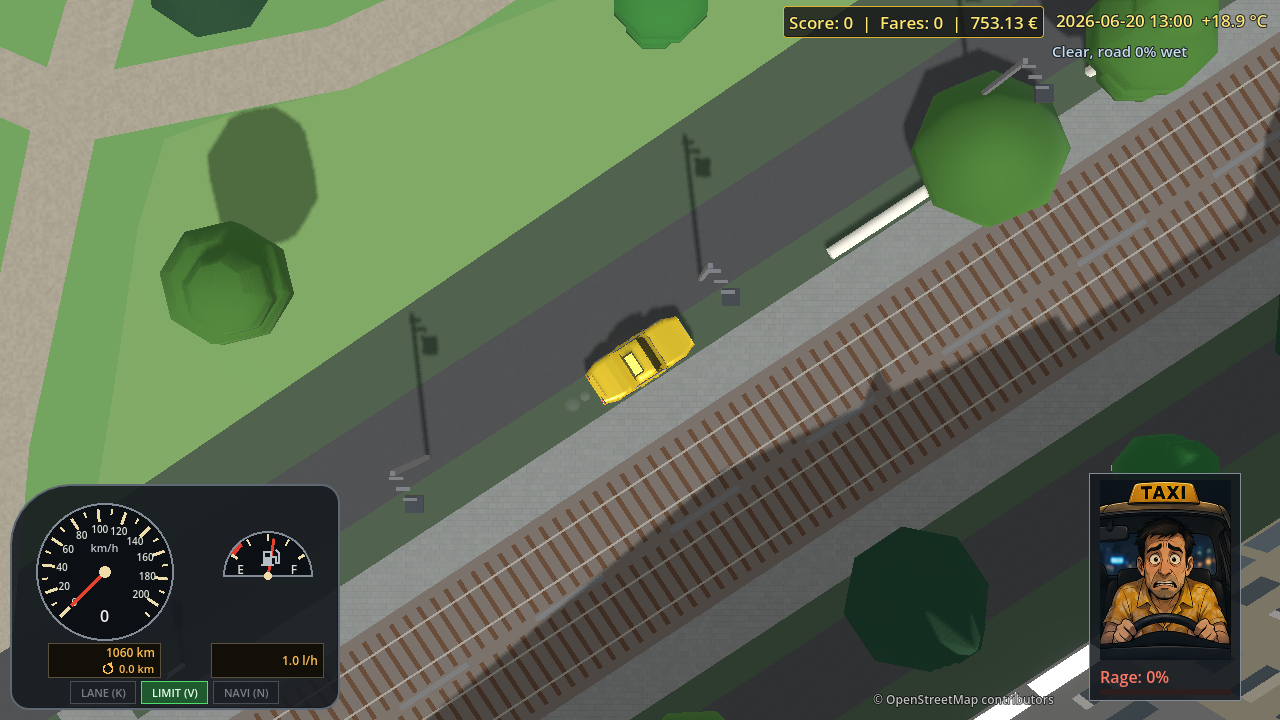 Score: 0 | Fares: 0 | 753.13 €
2026-06-20 13:00 +18.9 °C
Clear, road 0% wet
0
20
40
60
80
100
120
140
160
180
200
km/h
0
E
F
1060 km
0.0 km
1.0 l/h
LANE (K)
LIMIT (V)
NAVI (N)
TAXI
Rage: 0%
© OpenStreetMap contributors